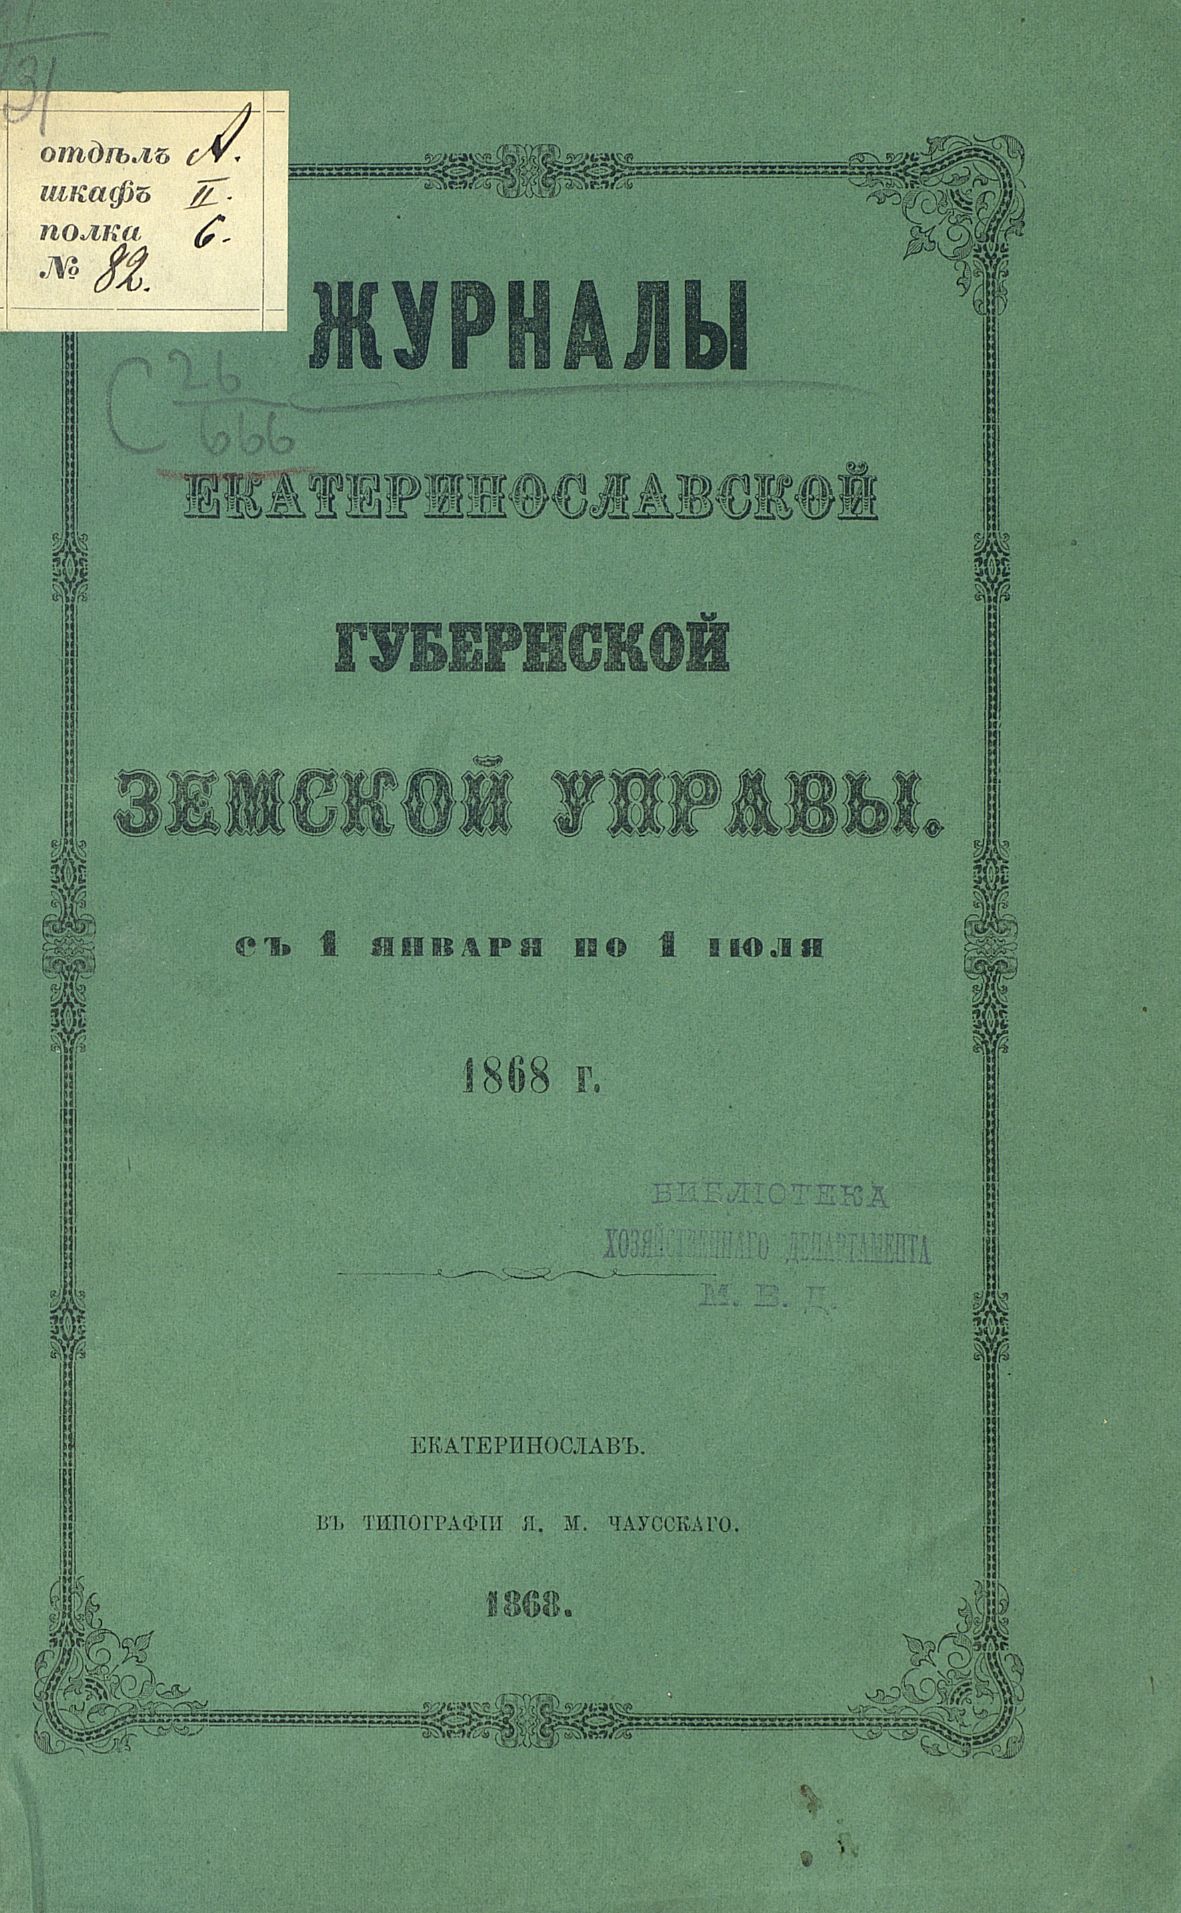 31
отдѣлъ А.
шкафъ II.
полка 6.
№ 82.
ЖУРНАЛЫ
С 26/666
ЕКАТЕРИНОСЛАВСКОЙ
ГУБЕРНСКОЙ
ЗЕМСКОЙ УПРАВЫ.
СЪ 1 ЯНВАРЯ ПО 1 ІЮЛЯ
1868 Г.
БИБЛІОТЕКА
ХОЗЯЙСТВЕННАГО ДЕПАРТАМЕНТА
М. В. Д.
ЕКАТЕРИНОСЛАВЪ.
ВЪ ТИПОГРАФІИ Я. М. ЧАУССКАГО.
1868.